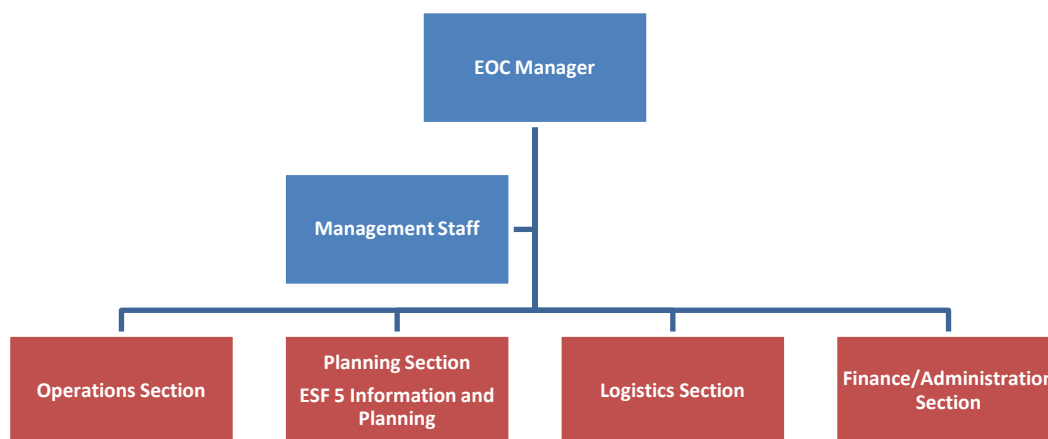 EOC Manager
Management Staff
Operations Section
Planning Section
ESF 5 Information and
Planning
Logistics Section
Finance/Administration
Section